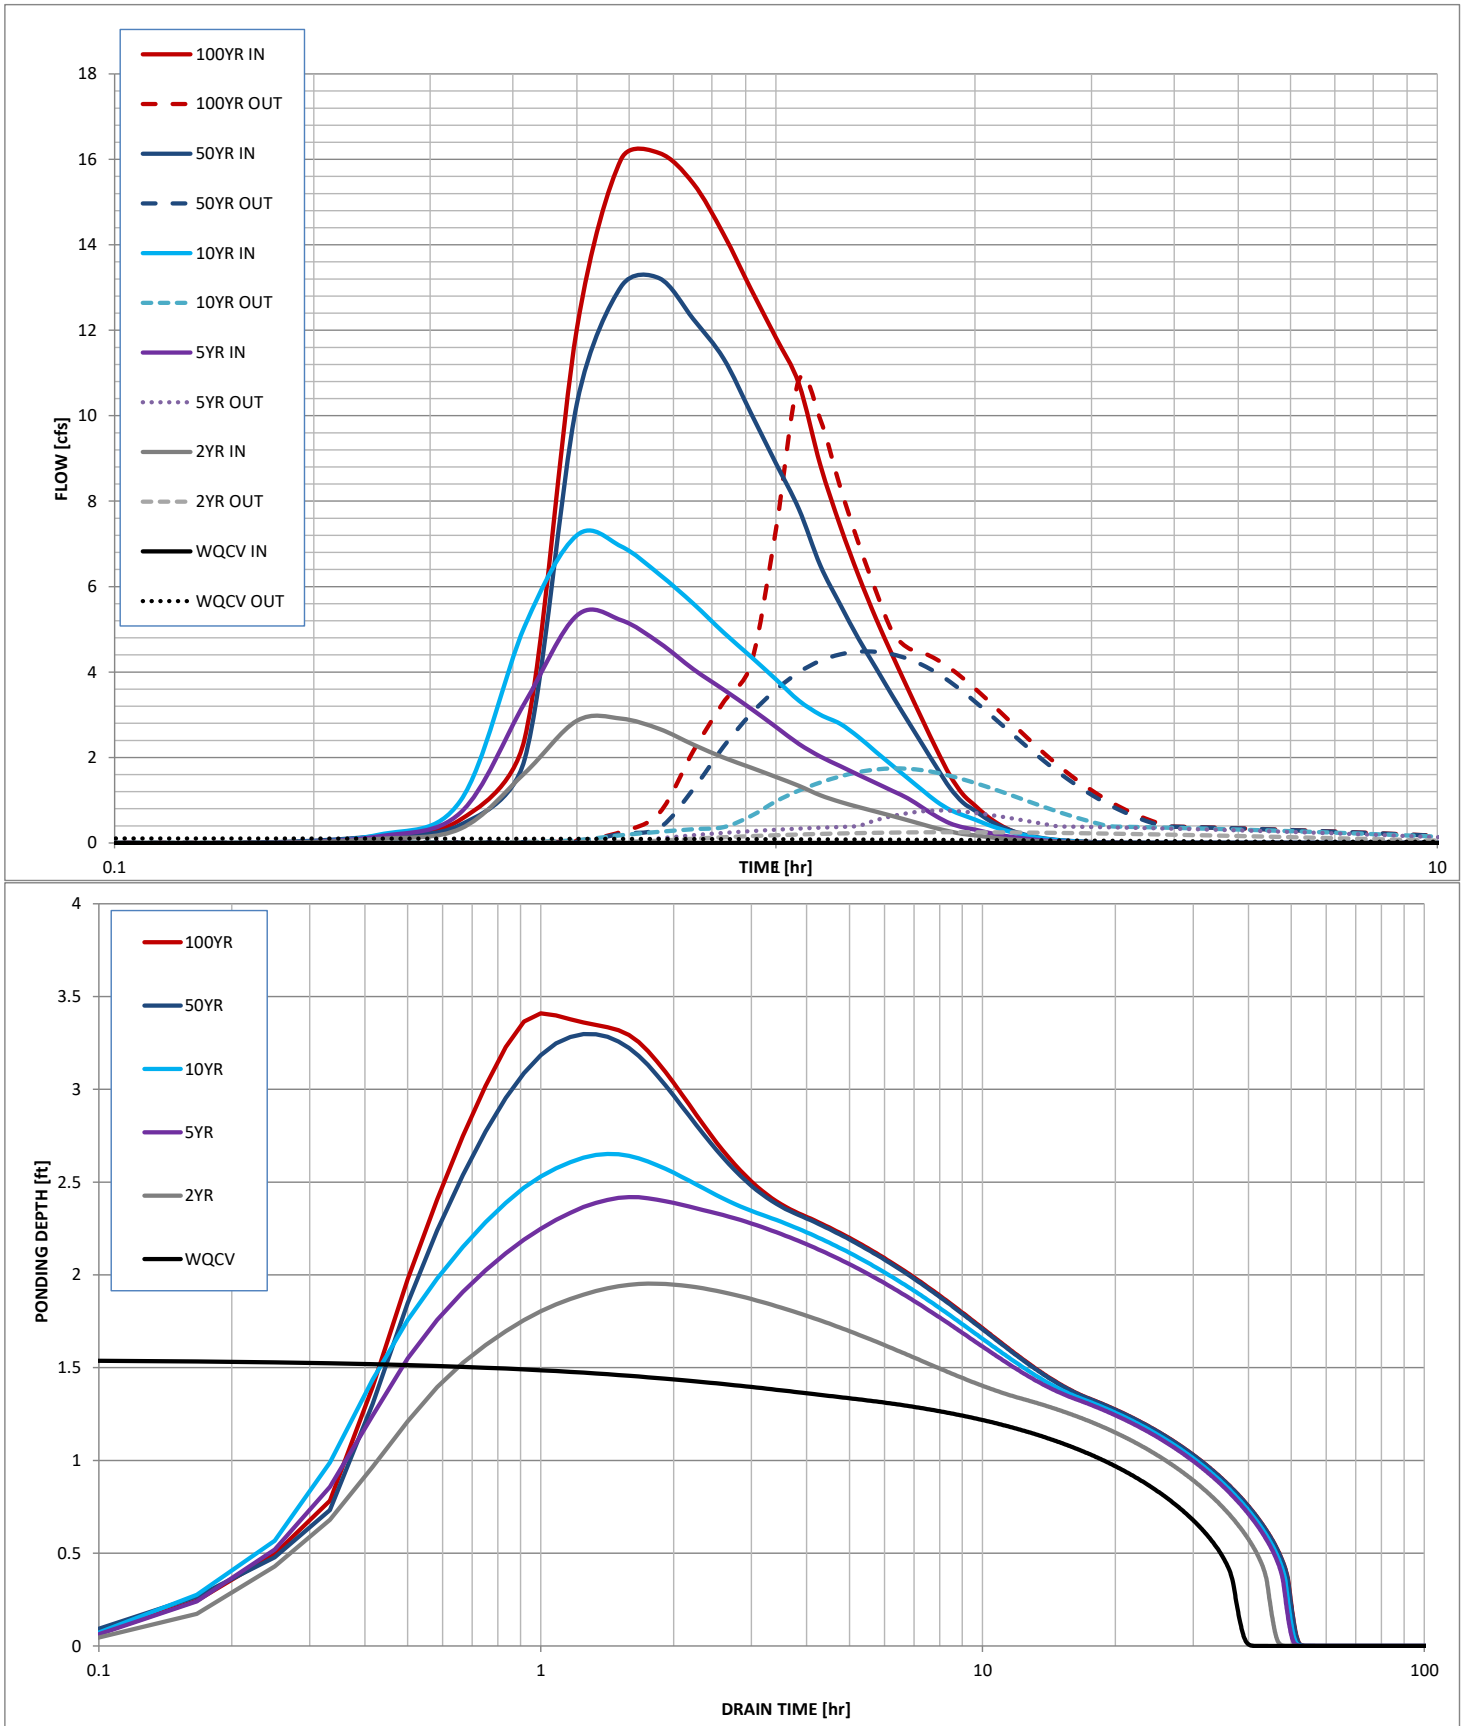 100YR IN
100YR OUT
50YR IN
50YR OUT
10YR IN
10YR OUT
5YR IN
5YR OUT
2YR IN
2YR OUT
WQCV IN
WQCV OUT
FLOW [cfs]
18
16
14
12
10
8
6
4
2
0
0.1
1
10
TIME [hr]
100YR
50YR
10YR
5YR
2YR
WQCV
PONDING DEPTH [ft]
4
3.5
3
2.5
2
1.5
1
0.5
0
0.1
1
10
100
DRAIN TIME [hr]